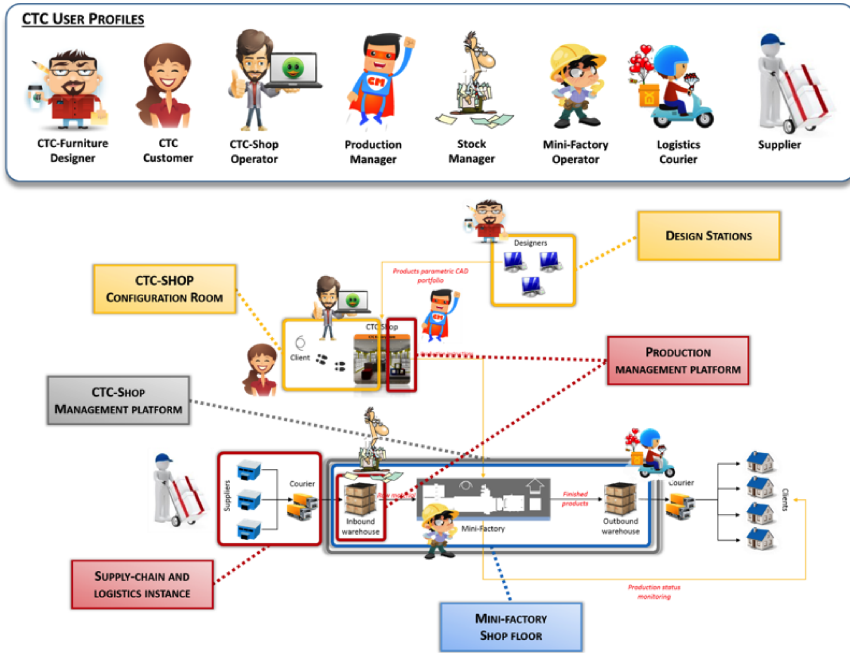 CTC USER PROFILES
CM
CTC-Furniture
Designer
CTC
Customer
CTC-Shop
Operator
Production
Manager
Stock
Manager
Mini-Factory
Operator
Logistics
Courier
Supplier
DESIGN STATIONS
Designers
Products parametric CAD
portfolio
CTC-SHOP
CONFIGURATION ROOM
CTC Shop
Client
PRODUCTION
MANAGEMENT PLATFORM
CTC-SHOP
MANAGEMENT PLATFORM
Suppliers
Courier
Inbound
warehouse
Mini-Factory
Finished
products
Outbound
warehouse
Courier
Clients
SUPPLY-CHAIN AND
LOGISTICS INSTANCE
Production status
monitoring
MINI-FACTORY
SHOP FLOOR